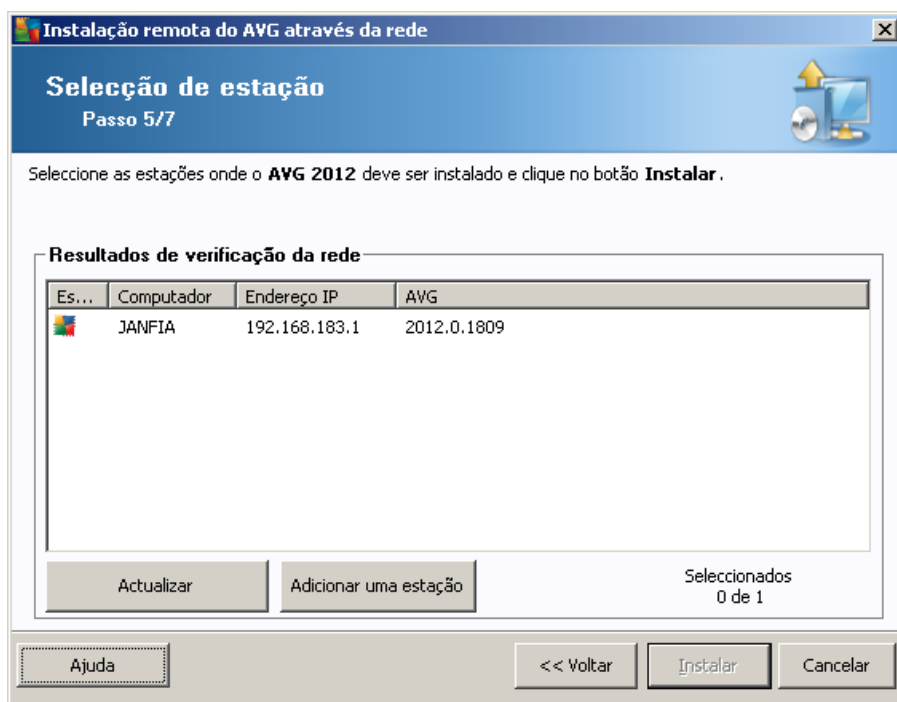 Instalação remota do AVG através da rede
Selecção de estação
Passo 5/7
Seleccione as estações onde o AVG 2012 deve ser instalado e clique no botão Instalar.
Resultados de verificação da rede
Es... Computador Endereço IP AVG
JANFIA 192.168.183.1 2012.0.1809
Actualizar Adicionar uma estação Seleccionados
0 de 1
Ajuda << Voltar Instalar Cancelar